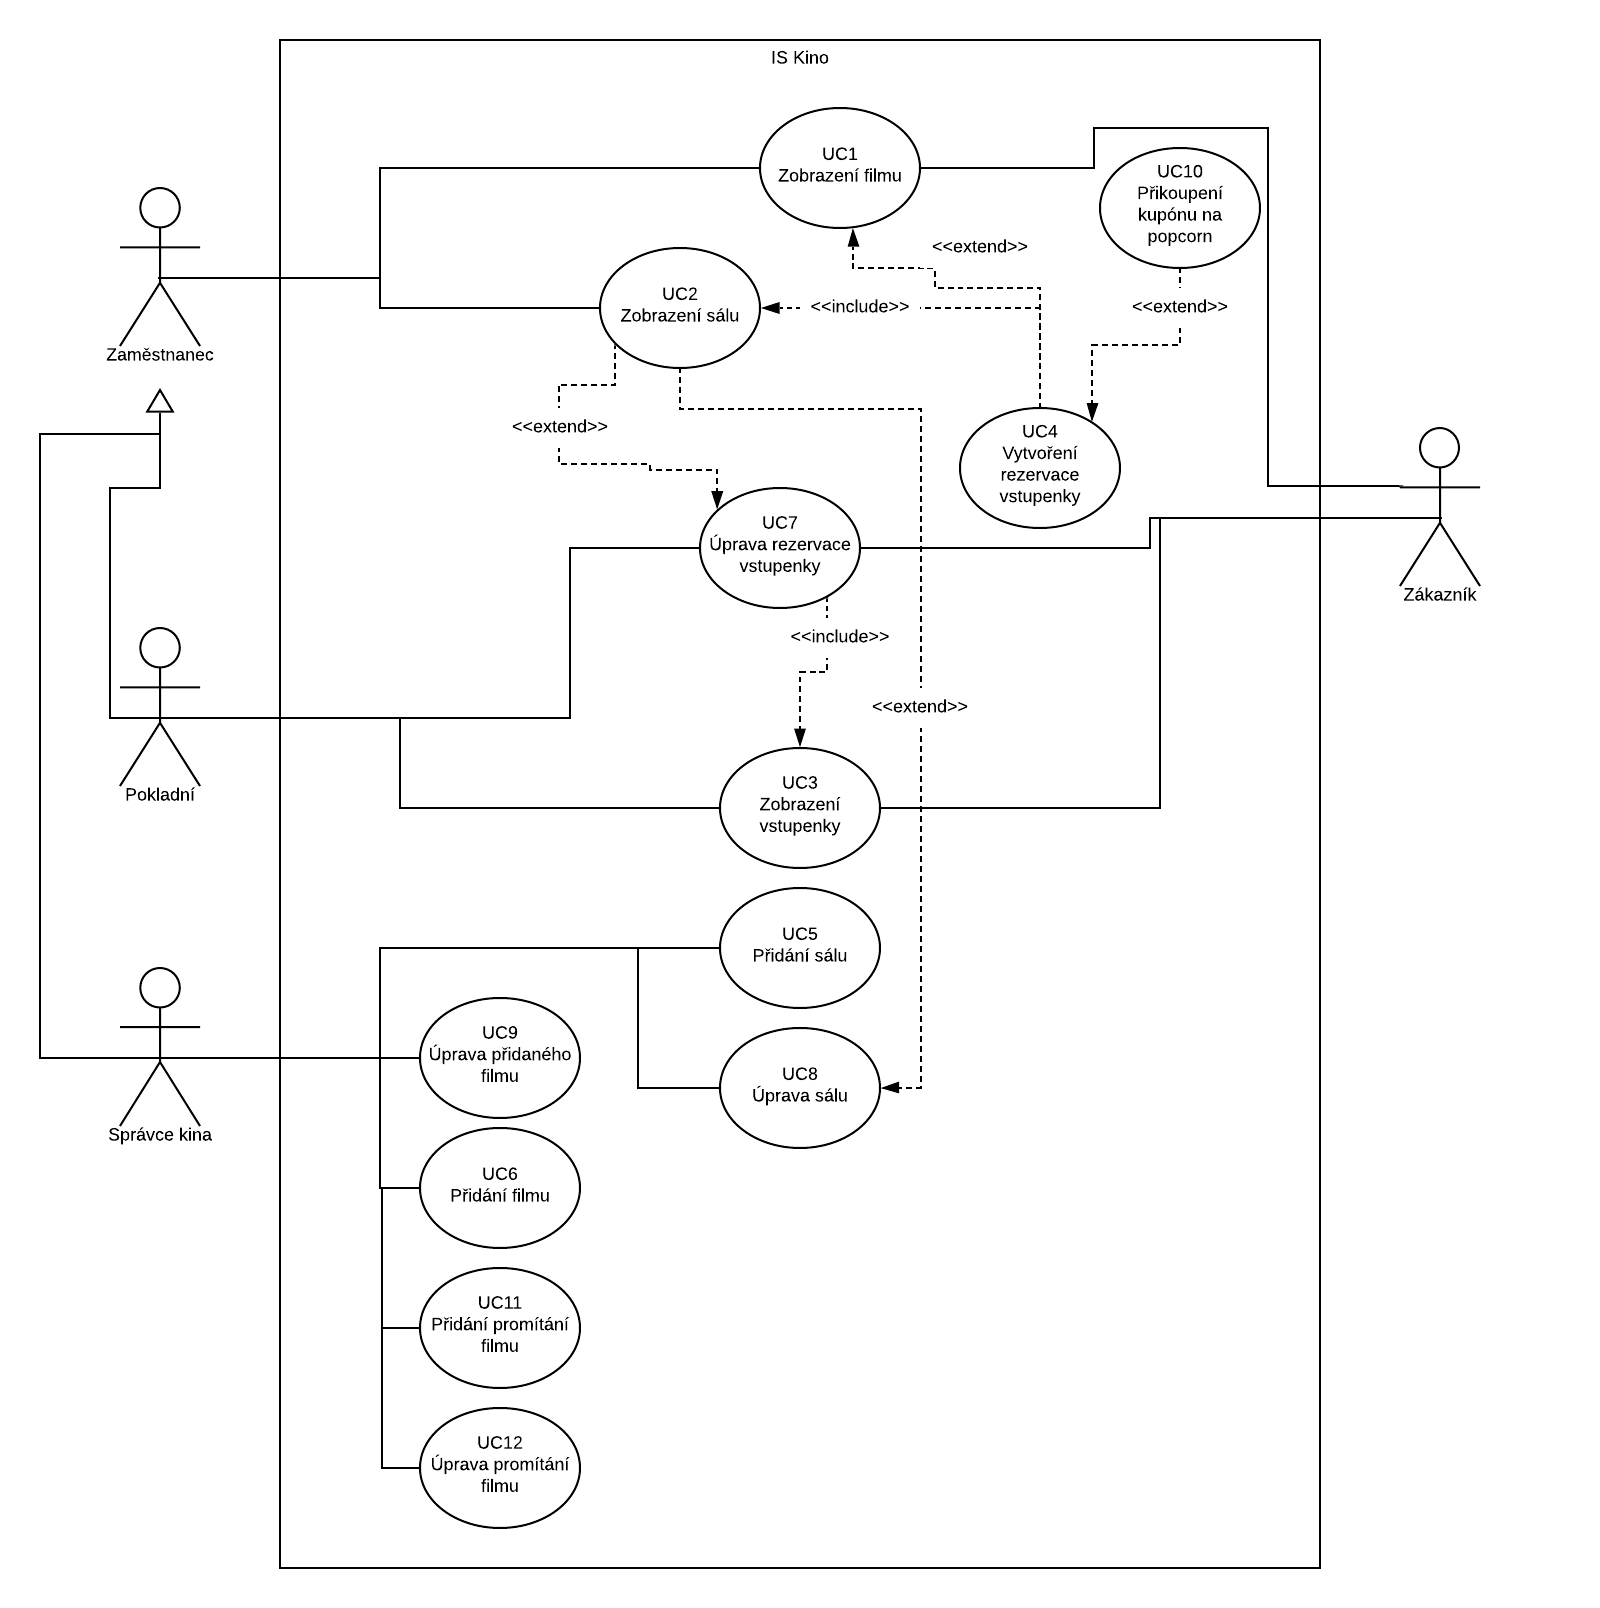 IS Kino
UC1
Zobrazení filmu
UC10
Přikoupení
kupónu na
popcorn
<<extend>>
UC2
Zobrazení sálu
<<include>>
<<extend>>
Zaměstnanec
<<extend>>
UC4
Vytvoření
rezervace
vstupenky
UC7
Úprava rezervace
vstupenky
Zákazník
<<include>>
<<extend>>
Pokladní
UC3
Zobrazení
vstupenky
UC5
Přidání sálu
UC9
Úprava přidaného
filmu
UC8
Úprava sálu
Správce kina
UC6
Přidání filmu
UC11
Přidání promítání
filmu
UC12
Úprava promítání
filmu